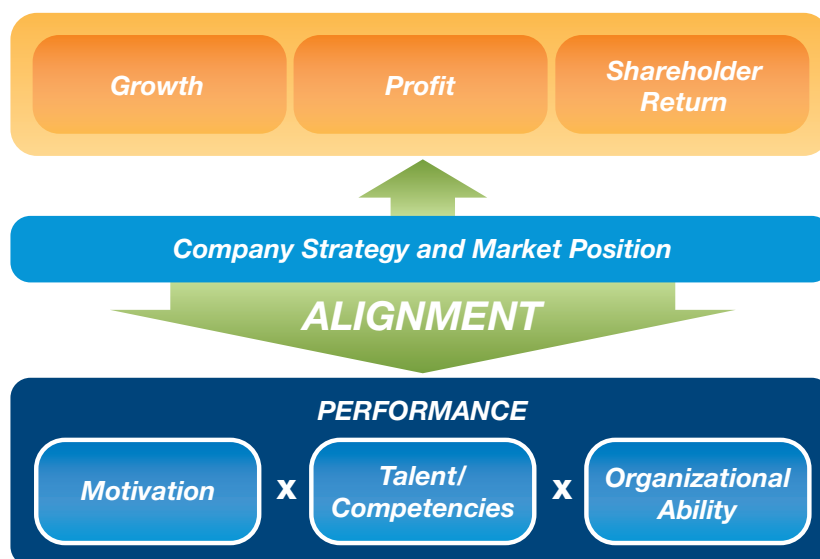 Growth
Profit
Shareholder
Return
Company Strategy and Market Position
ALIGNMENT
PERFORMANCE
Motivation
x
Talent/
Competencies
x
Organizational
Ability